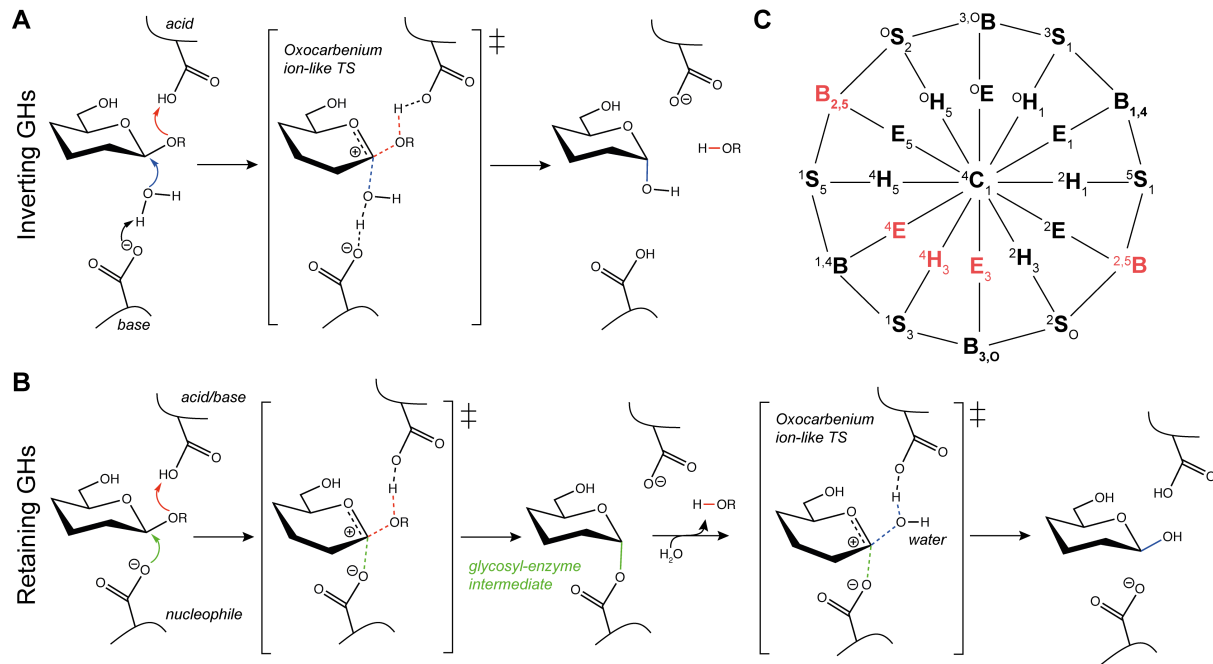 A
Inverting GHs
acid
HO
O
OH
O
OR
O
H
H
⊖
O
O
base
Oxocarbenium
ion-like TS
‡
O
O
H
OH
O
OR
⊕
H
O
H
⊖
O
O
O
O
⊖
OH
O
O
H
H
OR
OH
O
B
Retaining GHs
acid/base
HO
O
OH
O
OR
⊖
O
O
nucleophile
‡
O
O
H
OH
O
OR
⊕
⊖
O
O
O
O
⊖
OH
O
O
O
glycosyl-enzyme
intermediate
H
OR
H₂O
Oxocarbenium
ion-like TS
‡
O
O
H
O
H
water
OH
O
⊕
⊖
O
O
O
HO
OH
O
OH
⊖
O
O
C
³,ᴼB
ᴼS₂
³S₁
B₂,₅
ᴼH₅
ᴼE
ᴼH₁
B₁,₄
E₅
E₁
¹S₅
⁴H₅
⁴C₁
²H₁
⁵S₁
⁴E
²E
¹,⁴B
⁴H₃
E₃
²H₃
²,⁵B
¹S₃
²Sₒ
B₃,ₒ